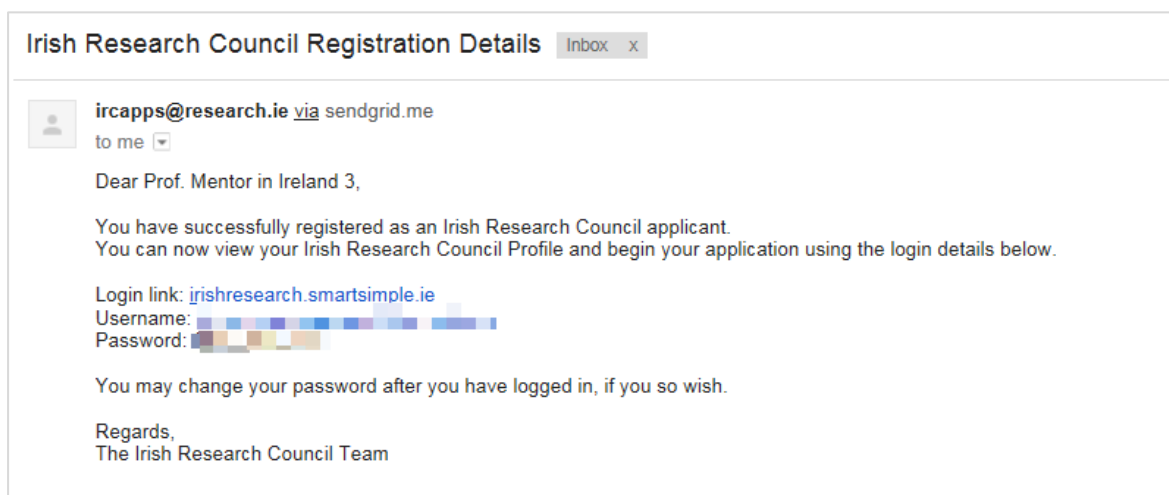 Irish Research Council Registration Details Inbox x
ircapps@research.ie via sendgrid.me
to me
Dear Prof. Mentor in Ireland 3,
You have successfully registered as an Irish Research Council applicant.
You can now view your Irish Research Council Profile and begin your application using the login details below.
Login link: irishresearch.smartsimple.ie
Username:
Password:
You may change your password after you have logged in, if you so wish.
Regards,
The Irish Research Council Team